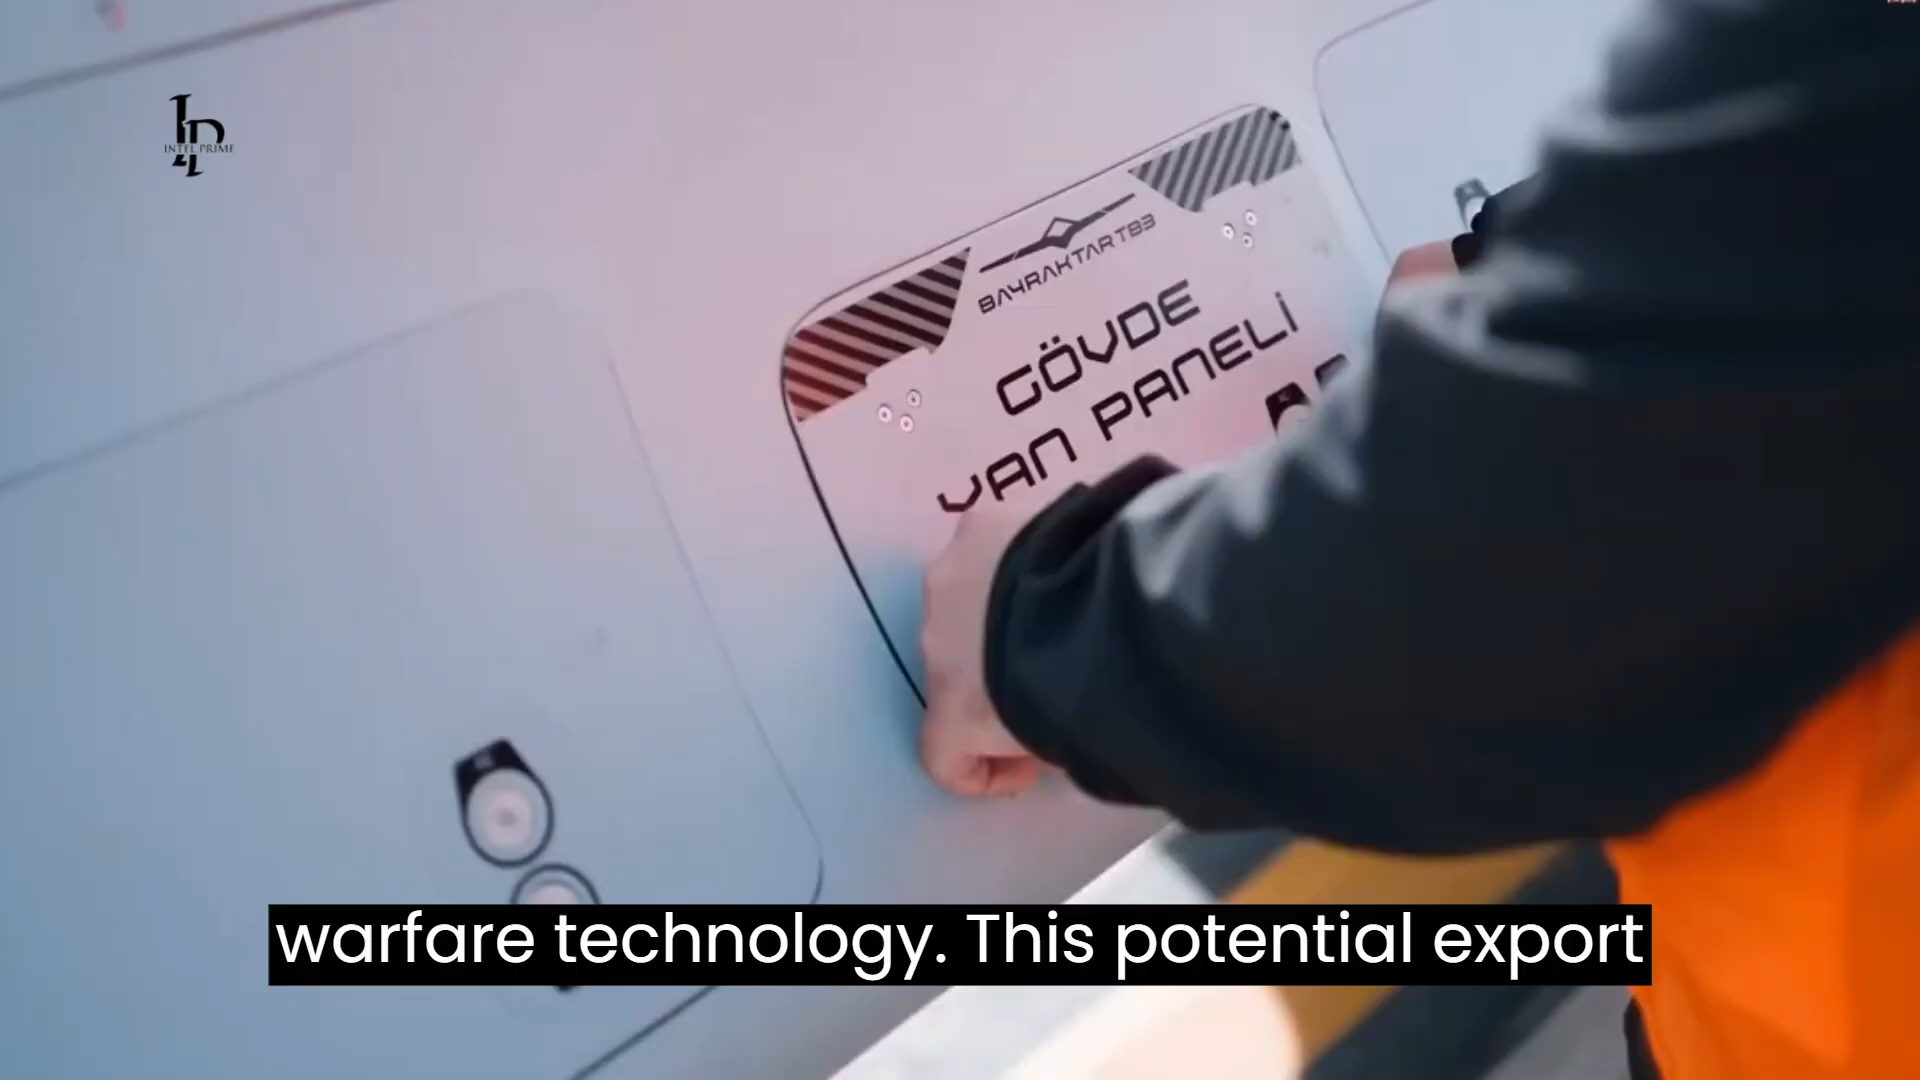 INTEL PRIME
BAYRAKTAR TB3
GÖVDE
YAN PANELİ
warfare technology. This potential export